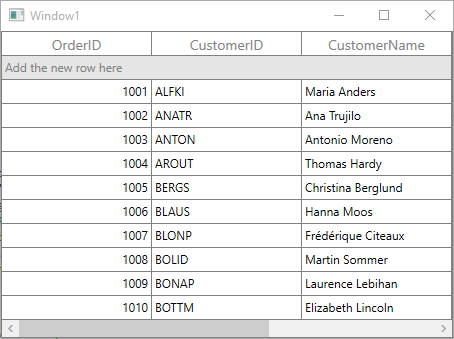 Window1
OrderID CustomerID CustomerName
Add the new row here
1001 ALFKI Maria Anders
1002 ANATR Ana Trujilo
1003 ANTON Antonio Moreno
1004 AROUT Thomas Hardy
1005 BERGS Christina Berglund
1006 BLAUS Hanna Moos
1007 BLONP Frédérique Citeaux
1008 BOLID Martin Sommer
1009 BONAP Laurence Lebihan
1010 BOTTM Elizabeth Lincoln